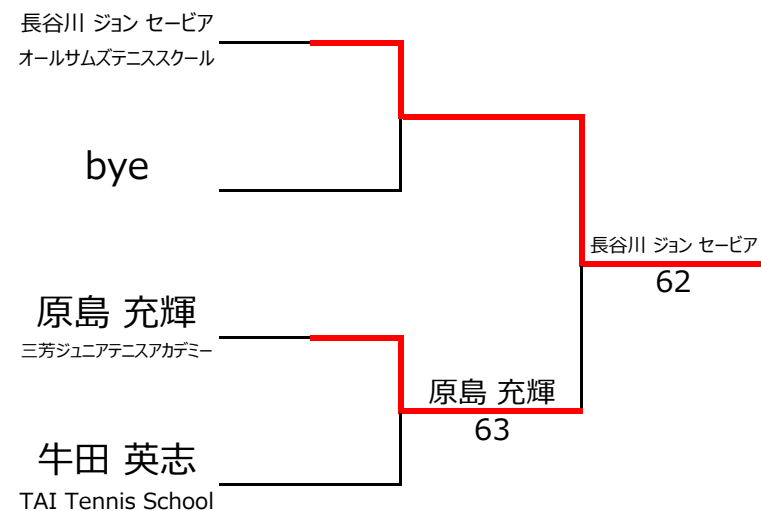 長谷川 ジョン セービア
オールサムズテニススクール
bye
長谷川 ジョン セービア
62
原島 充輝
三芳ジュニアテニスアカデミー
原島 充輝
63
牛田 英志
TAI Tennis School